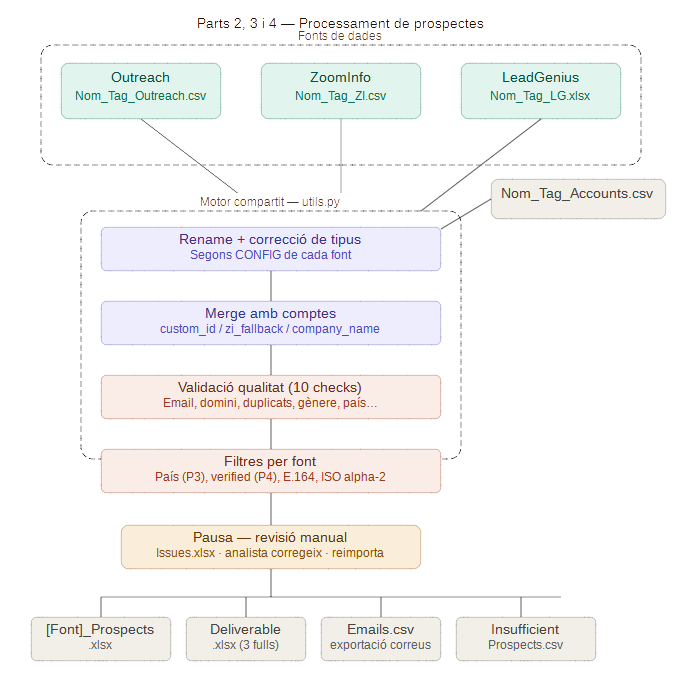 Parts 2, 3 i 4 — Processament de prospectes
Fonts de dades
Outreach
Nom_Tag_Outreach.csv
ZoomInfo
Nom_Tag_ZI.csv
LeadGenius
Nom_Tag_LG.xlsx
Nom_Tag_Accounts.csv
Motor compartit — utils.py
Rename + correcció de tipus
Segons CONFIG de cada font
Merge amb comptes
custom_id / zi_fallback / company_name
Validació qualitat (10 checks)
Email, domini, duplicats, gènere, país…
Filtres per font
País (P3), verified (P4), E.164, ISO alpha-2
Pausa — revisió manual
Issues.xlsx · analista corregeix · reimporta
[Font]_Prospects
.xlsx
Deliverable
.xlsx (3 fulls)
Emails.csv
exportació correus
Insufficient
Prospects.csv